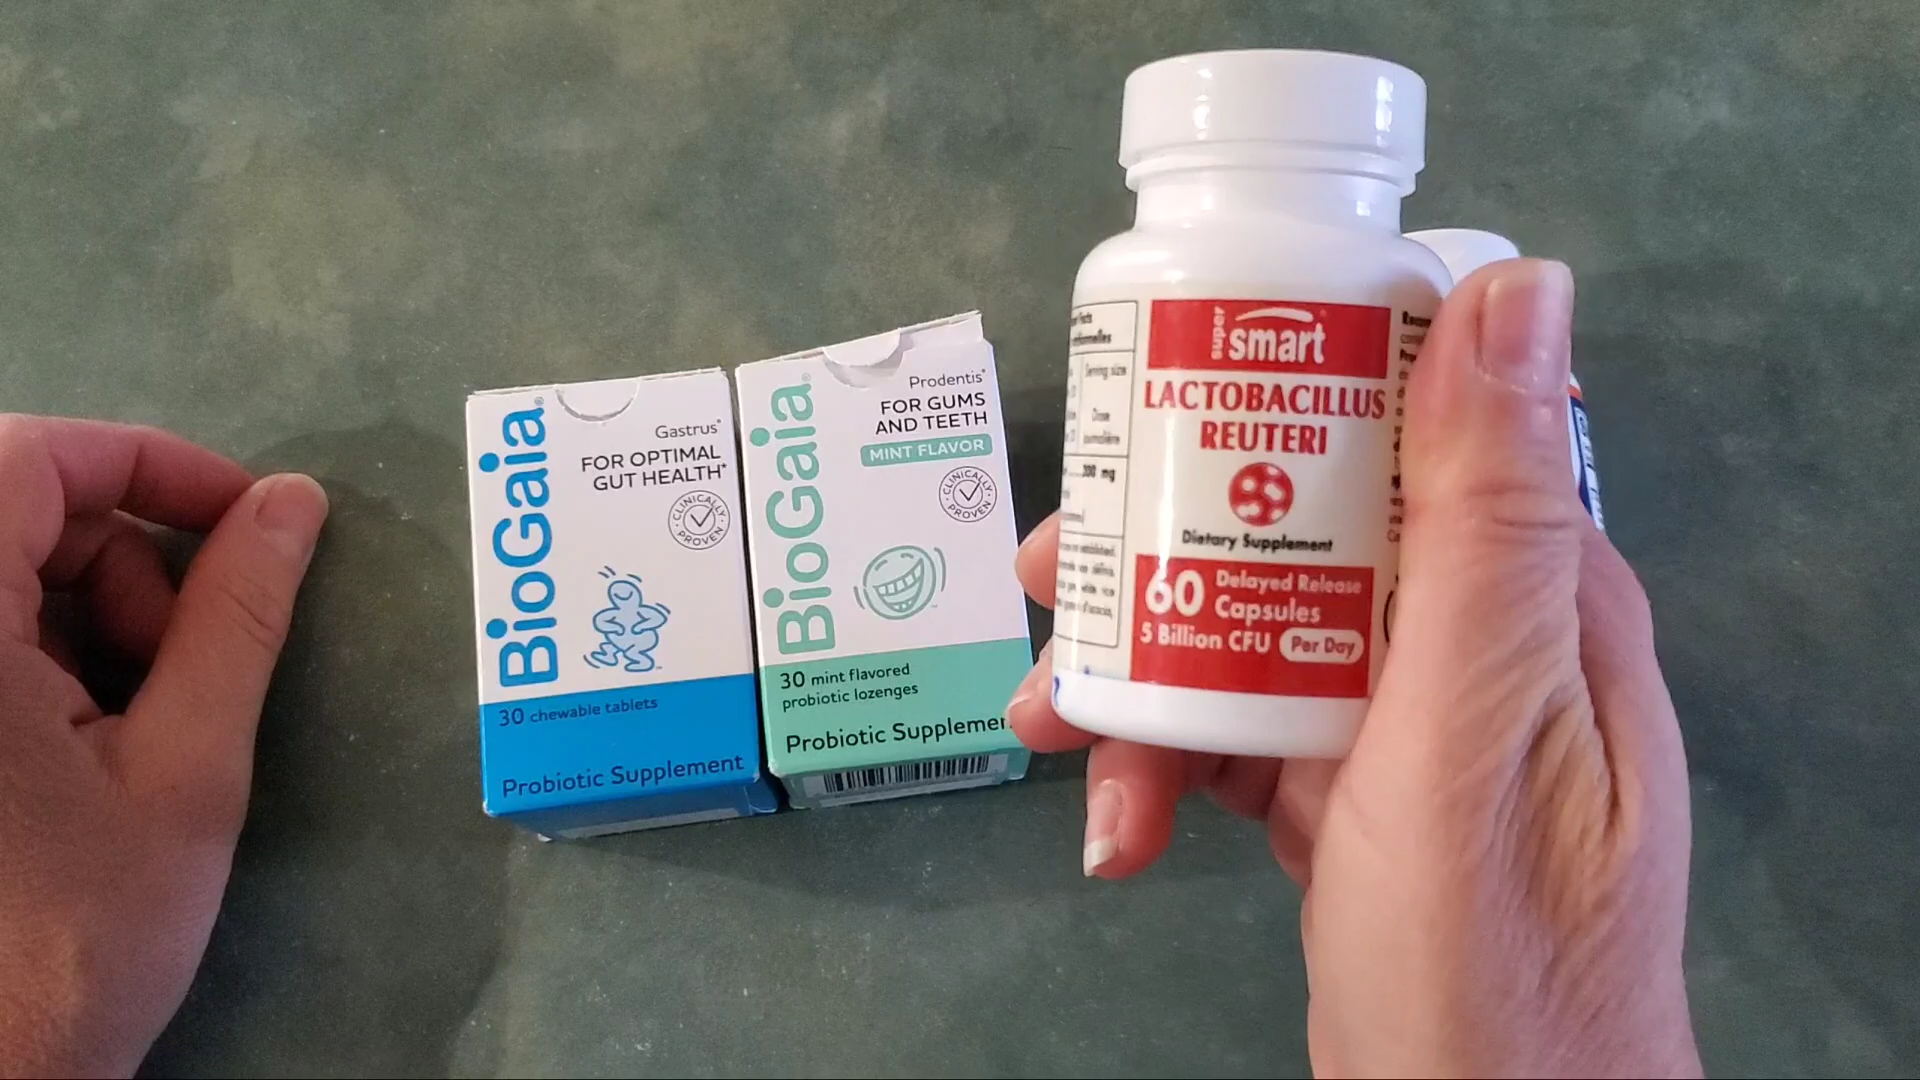 BioGaia®
Gastrus*
FOR OPTIMAL
GUT HEALTH*
CLINICALLY
PROVEN
30 chewable tablets
Probiotic Supplement
BioGaia®
Prodentis*
FOR GUMS
AND TEETH
MINT FLAVOR
CLINICALLY
PROVEN
30 mint flavored
probiotic lozenges
Probiotic Supplemen
super
smart
LACTOBACILLUS
REUTERI
Dietary Supplement
60 Delayed Release
Capsules
5 Billion CFU Per Day
Serving size
Dose
300 mg